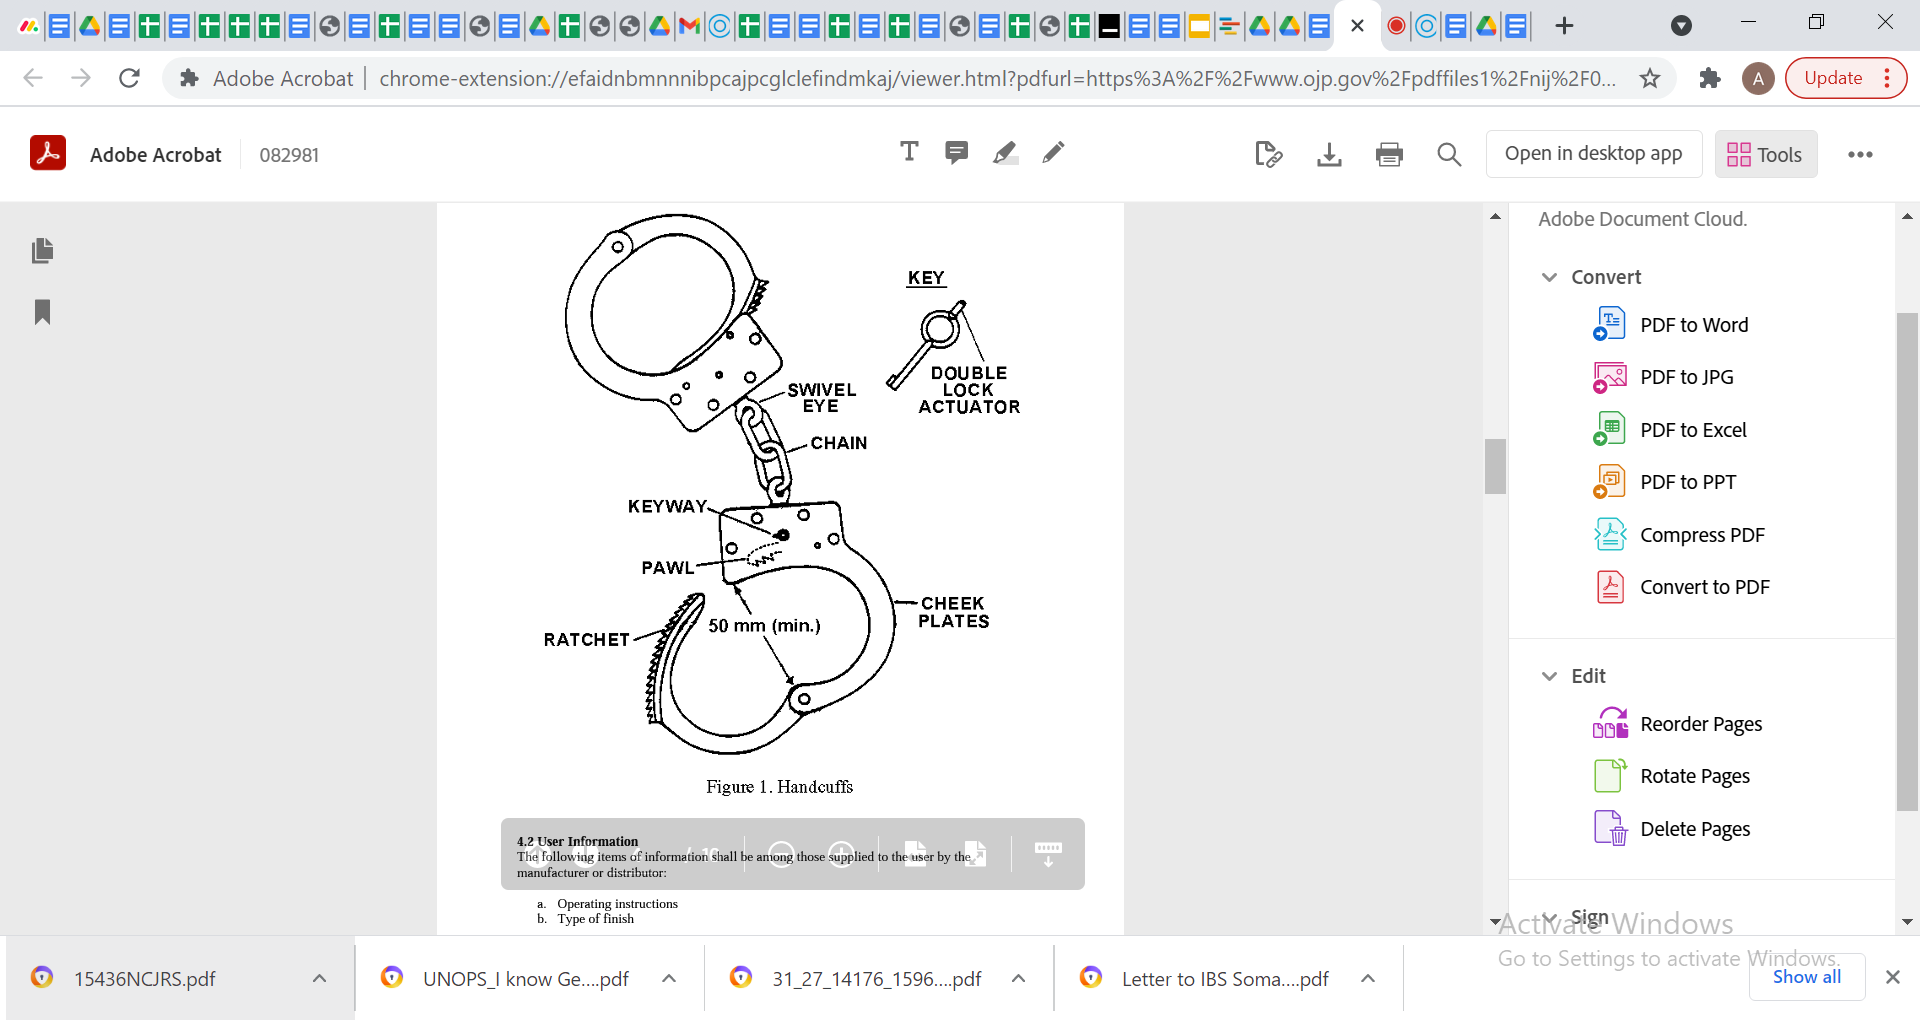 Adobe Acrobat
chrome-extension://efaidnbmnnnibpcajpcglclefindmkaj/viewer.html?pdfurl=https%3A%2F%2Fwww.ojp.gov%2Fpdffiles1%2Fnij%2F0...
A
Update
Adobe Acrobat
082981
Open in desktop app
Tools
Adobe Document Cloud.
Convert
PDF to Word
PDF to JPG
PDF to Excel
PDF to PPT
Compress PDF
Convert to PDF
Edit
Reorder Pages
Rotate Pages
Delete Pages
Sign
KEY
DOUBLE
LOCK
ACTUATOR
SWIVEL
EYE
CHAIN
KEYWAY
PAWL
CHEEK
PLATES
50 mm (min.)
RATCHET
Figure 1. Handcuffs
4.2 User Information
The following items of information shall be among those supplied to the user by the
manufacturer or distributor:
a. Operating instructions
b. Type of finish
Activate Windows
Go to Settings to activate Windows.
15436NCJRS.pdf
UNOPS_I know Ge....pdf
31_27_14176_1596....pdf
Letter to IBS Soma....pdf
Show all